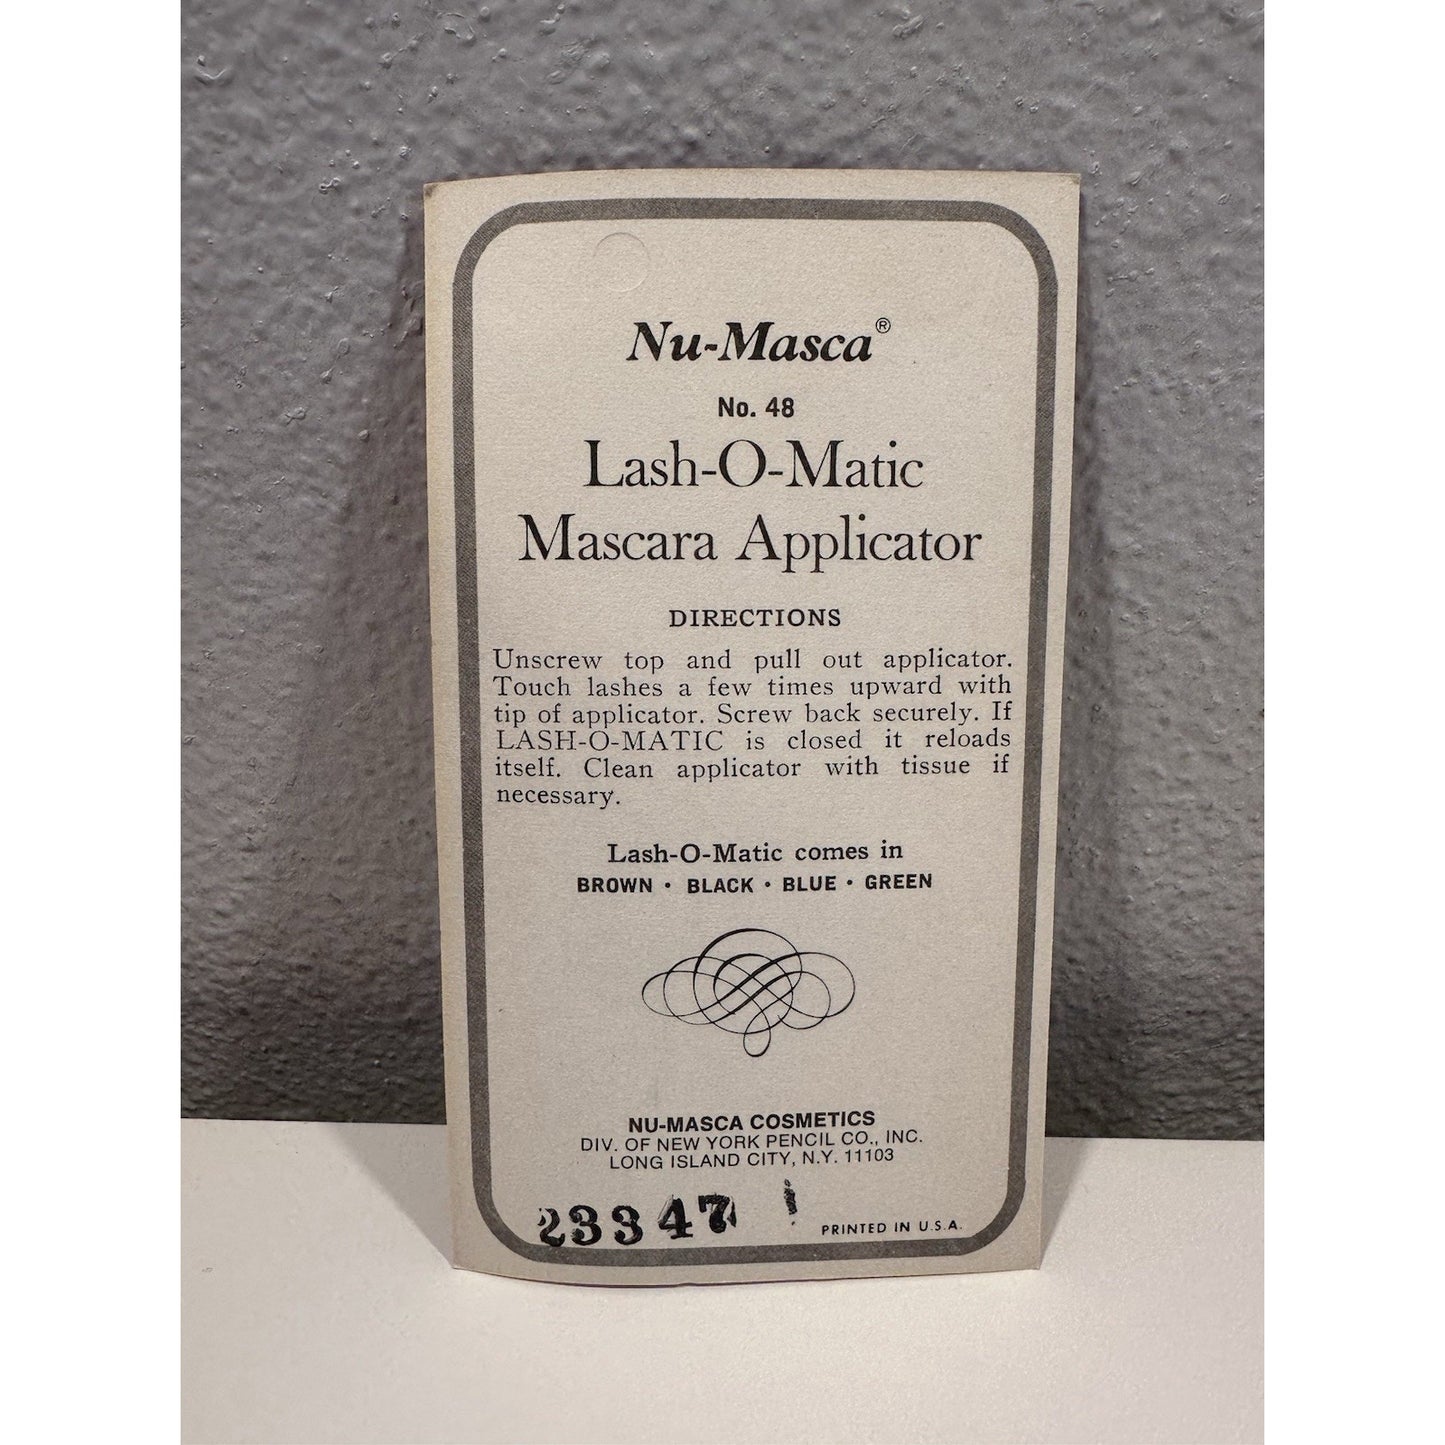 Nu-Masca®
No. 48
Lash-O-Matic
Mascara Applicator
DIRECTIONS
Unscrew top and pull out applicator.
Touch lashes a few times upward with
tip of applicator. Screw back securely. If
LASH-O-MATIC is closed it reloads
itself. Clean applicator with tissue if
necessary.
Lash-O-Matic comes in
BROWN • BLACK • BLUE • GREEN
NU-MASCA COSMETICS
DIV. OF NEW YORK PENCIL CO., INC.
LONG ISLAND CITY, N.Y. 11103
23347
PRINTED IN U.S.A.